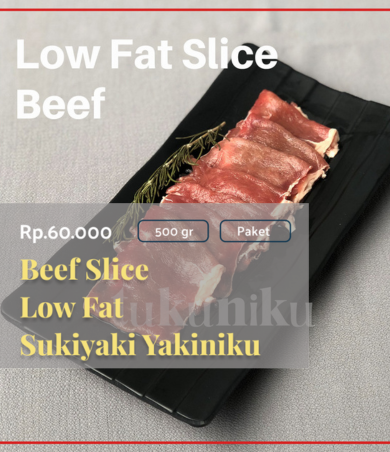 Low Fat Slice
Beef
Rp.60.000
500 gr
Paket
Beef Slice
Low Fat
Sukiyaki Yakiniku